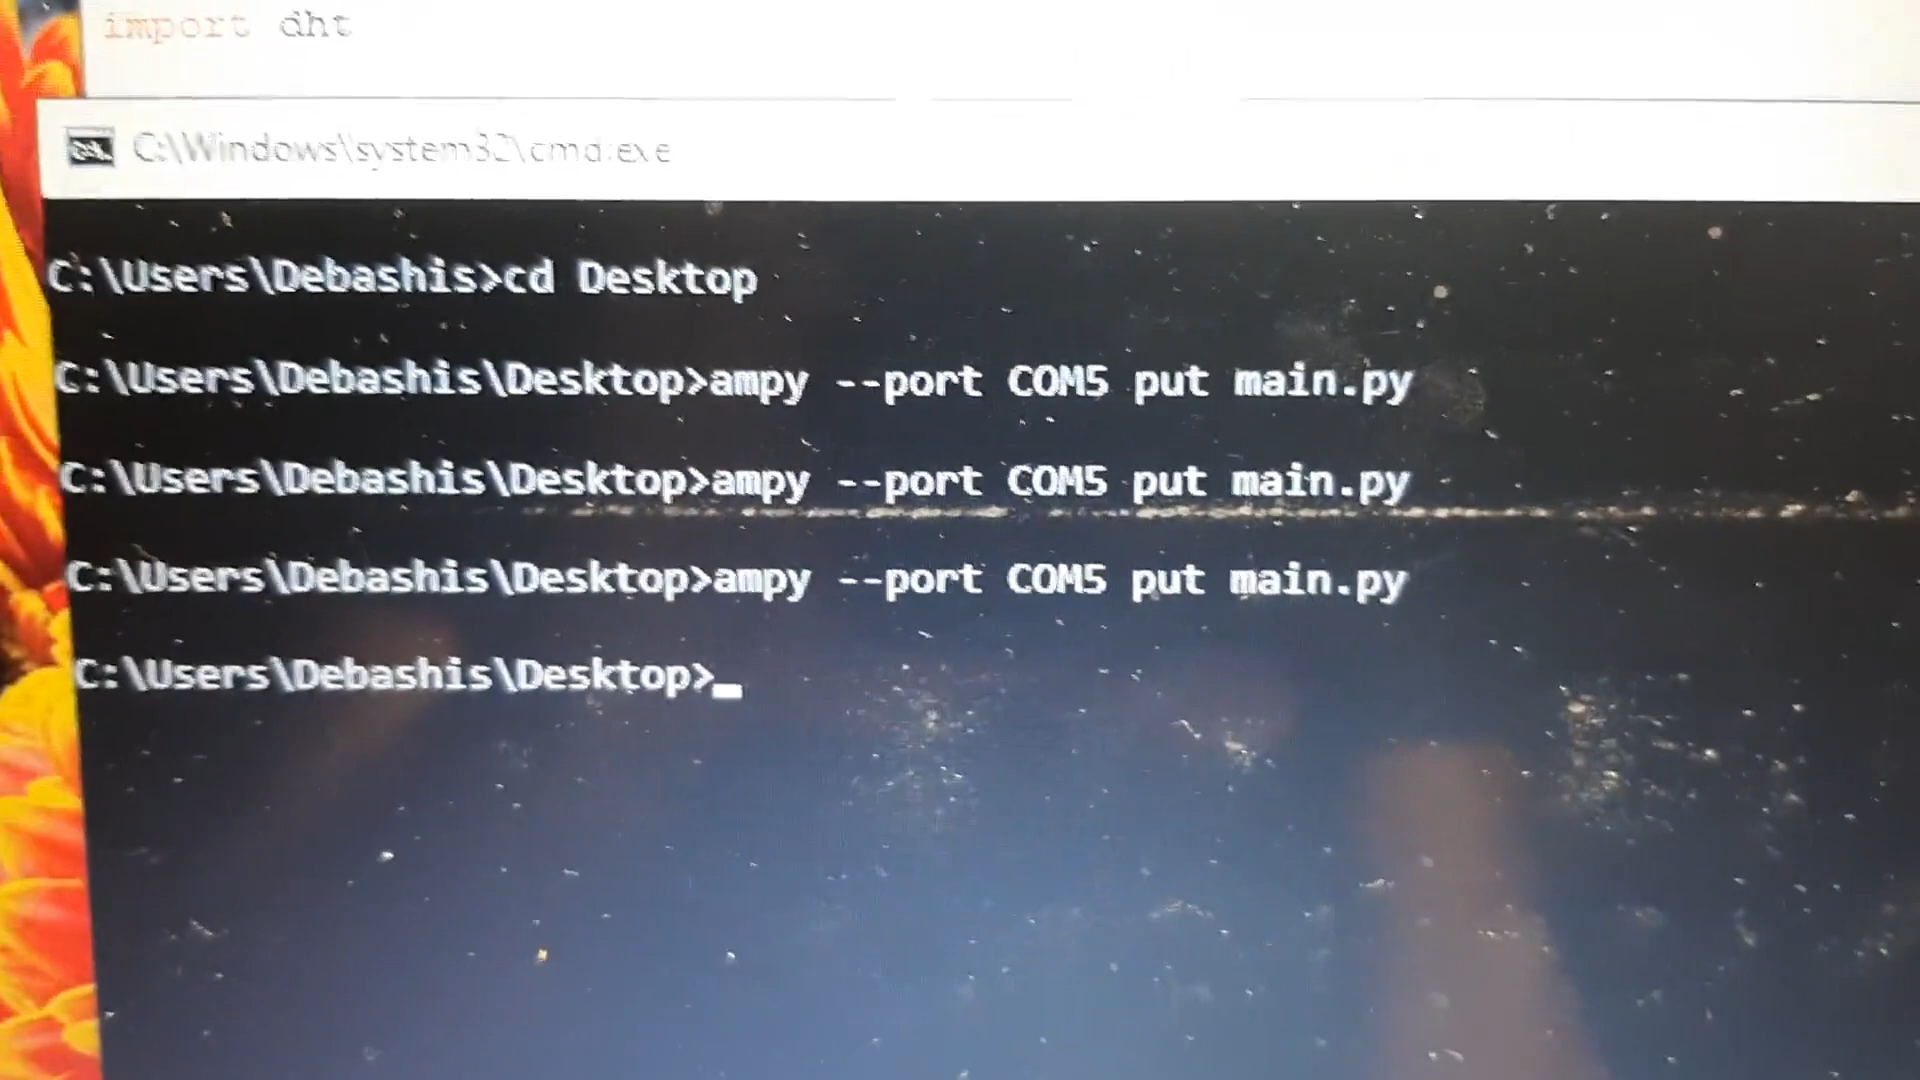 import dht
C:\Windows\system32\cmd.exe
C:\Users\Debashis>cd Desktop
C:\Users\Debashis\Desktop>ampy --port COM5 put main.py
C:\Users\Debashis\Desktop>ampy --port COM5 put main.py
C:\Users\Debashis\Desktop>ampy --port COM5 put main.py
C:\Users\Debashis\Desktop>